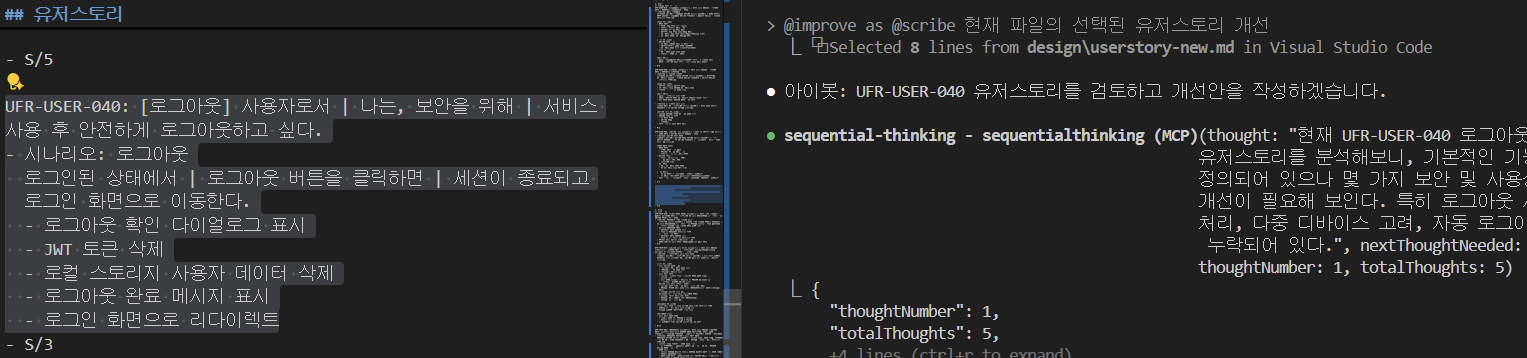 ## 유저스토리
- S/5
UFR-USER-040: [로그아웃] 사용자로서 | 나는, 보안을 위해 | 서비스
사용 후 안전하게 로그아웃하고 싶다.
- 시나리오: 로그아웃
로그인된 상태에서 | 로그아웃 버튼을 클릭하면 | 세션이 종료되고
로그인 화면으로 이동한다.
- 로그아웃 확인 다이얼로그 표시
- JWT 토큰 삭제
- 로컬 스토리지 사용자 데이터 삭제
- 로그아웃 완료 메시지 표시
- 로그인 화면으로 리다이렉트
- S/3
> @improve as @scribe 현재 파일의 선택된 유저스토리 개선
Selected 8 lines from design\userstory-new.md in Visual Studio Code
● 아이봇: UFR-USER-040 유저스토리를 검토하고 개선안을 작성하겠습니다.
● sequential-thinking - sequentialthinking (MCP)(thought: "현재 UFR-USER-040 로그아웃
유저스토리를 분석해보니, 기본적인
정의되어 있으나 몇 가지 보안 및
개선이 필요해 보인다. 특히 로그아웃
처리, 다중 디바이스 고려, 자동
누락되어 있다.", nextThoughtNeeded:
thoughtNumber: 1, totalThoughts: 5)
{
"thoughtNumber": 1,
"totalThoughts": 5,
… +4 lines (ctrl+r to expand)